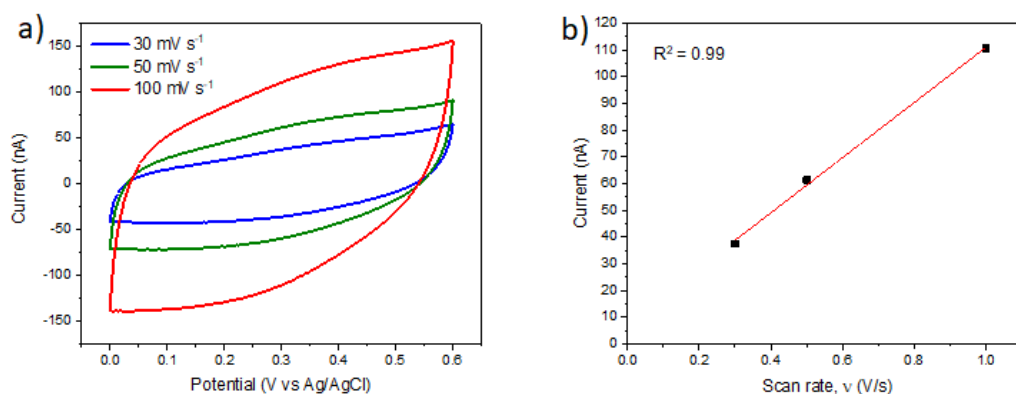 a)
30 mV s⁻¹
50 mV s⁻¹
100 mV s⁻¹
150
100
50
0
-50
-100
-150
Current (nA)
0.0 0.1 0.2 0.3 0.4 0.5 0.6
Potential (V vs Ag/AgCl)
b)
R² = 0.99
120
110
100
90
80
70
60
50
40
30
20
10
0
Current (nA)
0.0 0.2 0.4 0.6 0.8 1.0
Scan rate, ν (V/s)